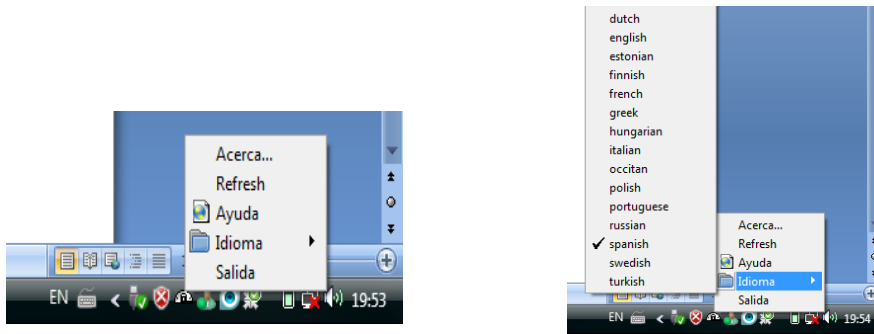 Acerca...
Refresh
Ayuda
Idioma
Salida
EN
19:53
dutch
english
estonian
finnish
french
greek
hungarian
italian
occitan
polish
portuguese
russian
spanish
swedish
turkish
Acerca...
Refresh
Ayuda
Idioma
Salida
EN
19:54